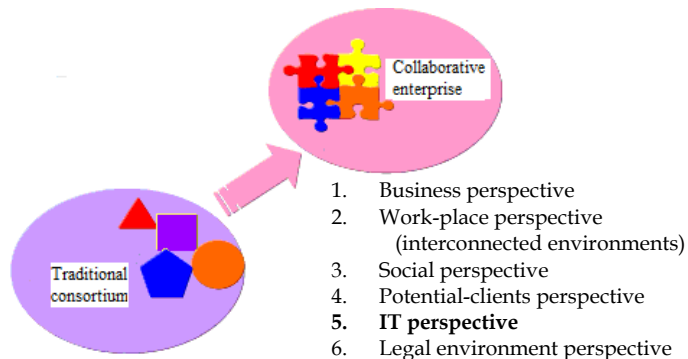 Collaborative
enterprise
Traditional
consortium
1. Business perspective
2. Work-place perspective
(interconnected environments)
3. Social perspective
4. Potential-clients perspective
5. IT perspective
6. Legal environment perspective